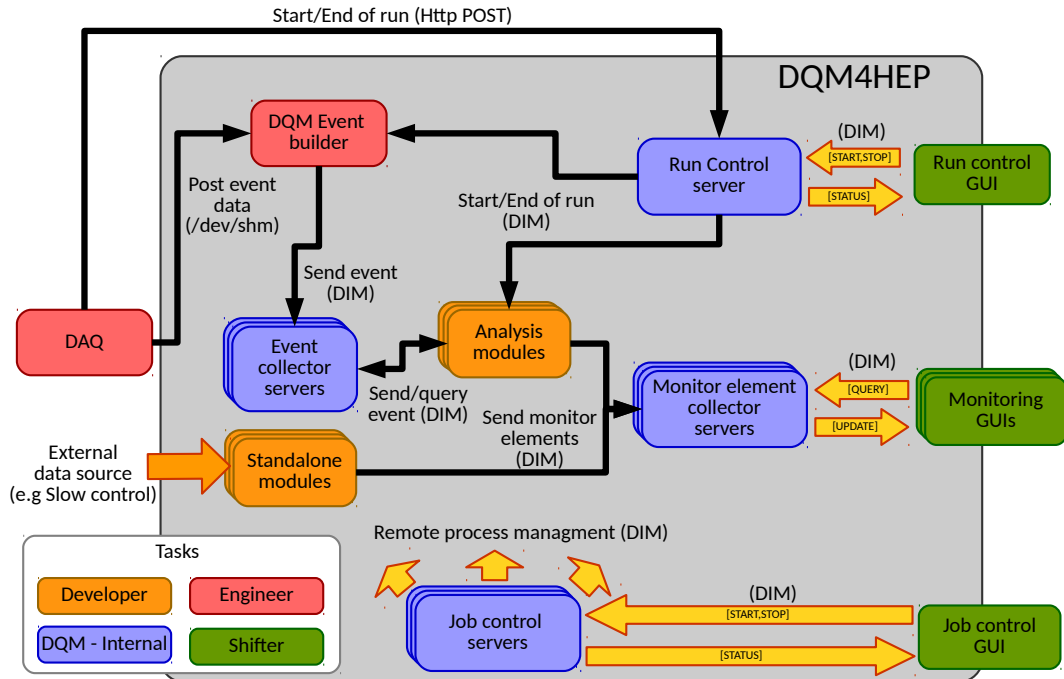 Start/End of run (Http POST)
DQM4HEP
DQM Event
builder
(DIM)
[START,STOP]
Run Control
server
Run control
GUI
[STATUS]
Post event
data
(/dev/shm)
Start/End of run
(DIM)
Send event
(DIM)
DAQ
Event
collector
servers
Analysis
modules
(DIM)
[QUERY]
Send/query
event (DIM)
Monitor element
collector
servers
Monitoring
GUIs
[UPDATE]
Send monitor
elements
(DIM)
External
data source
(e.g Slow control)
Standalone
modules
Remote process managment (DIM)
Tasks
Developer
Engineer
DQM - Internal
Shifter
(DIM)
[START,STOP]
Job control
servers
Job control
GUI
[STATUS]